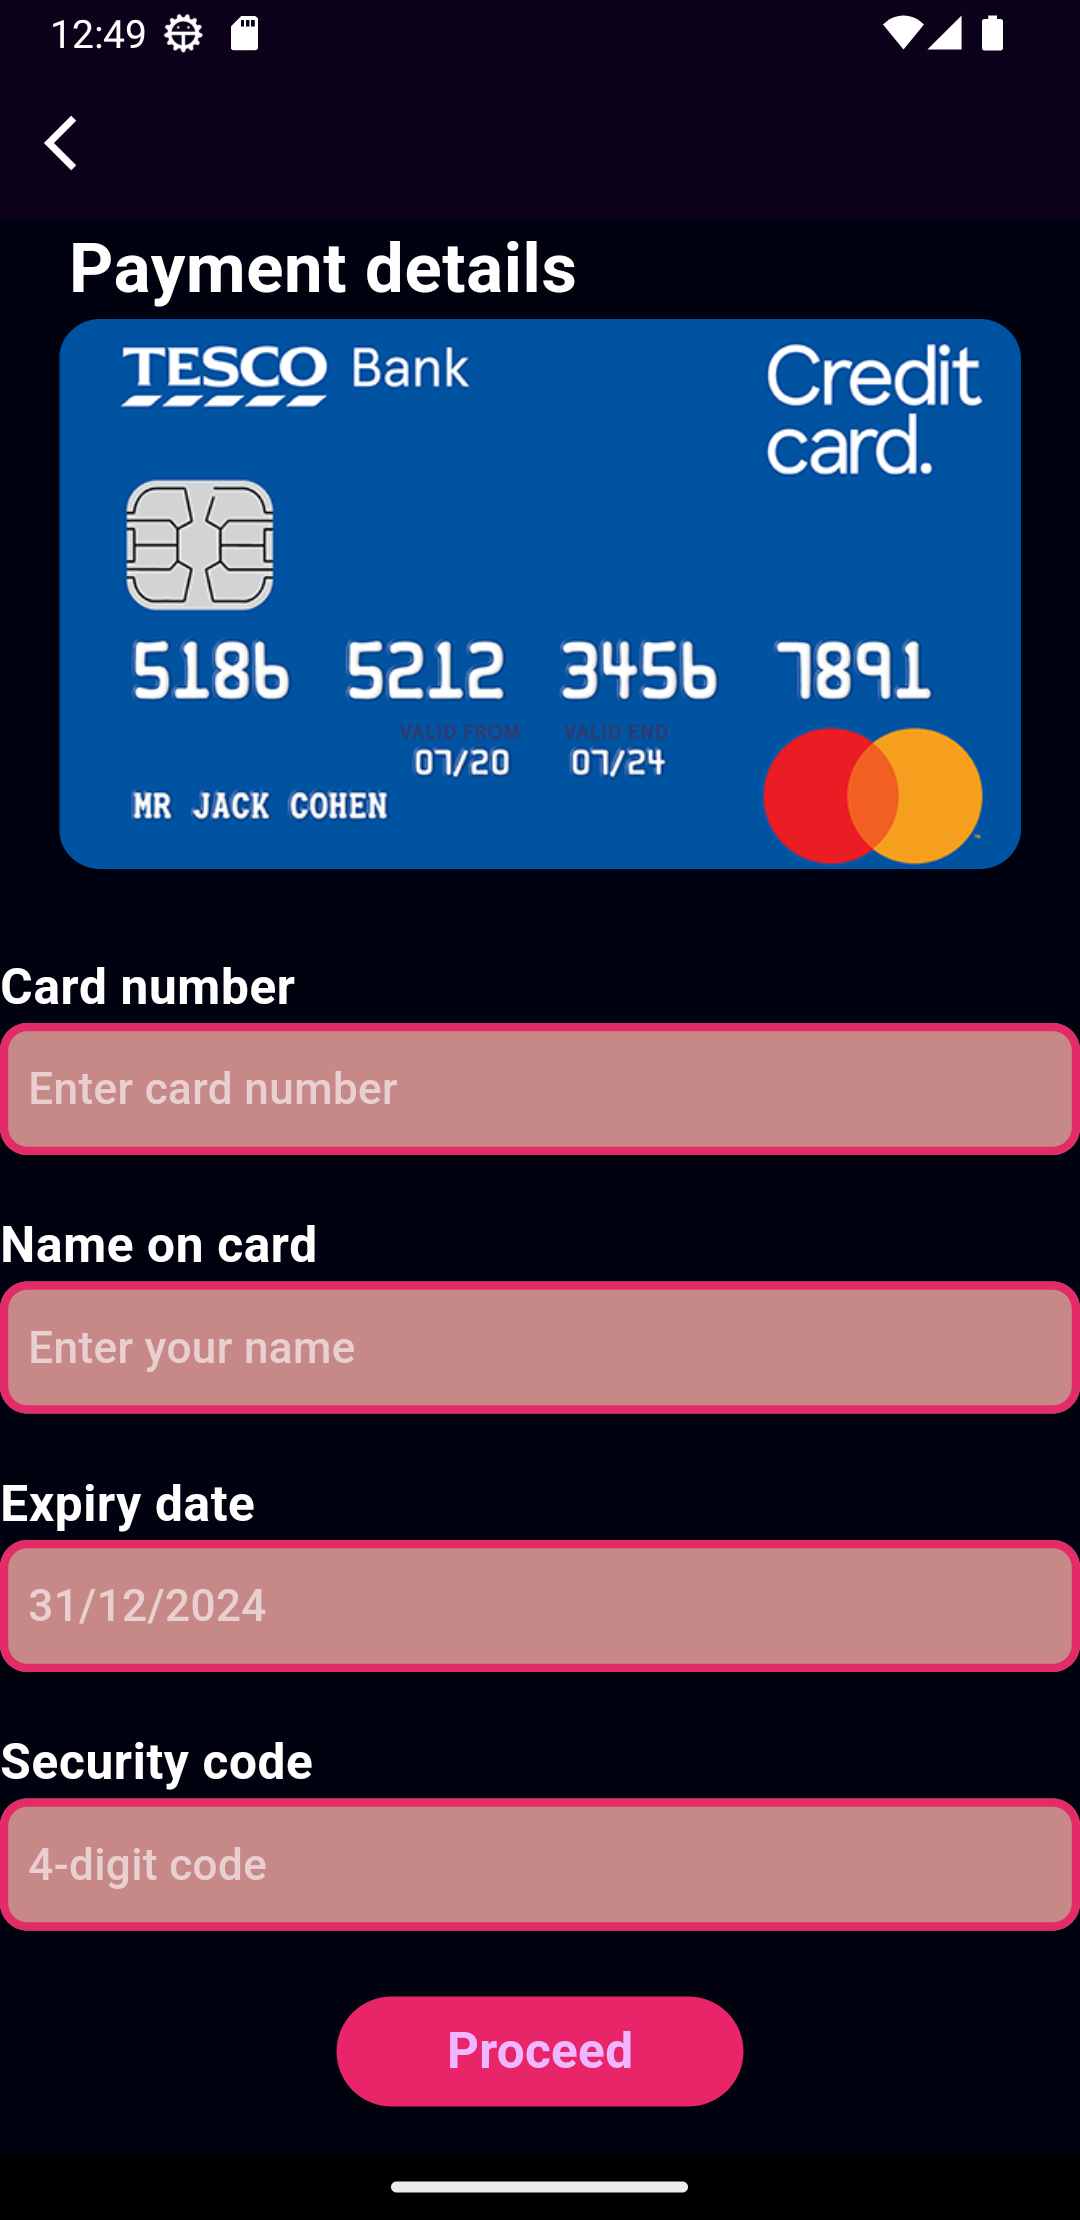 12:49
Payment details
TESCO Bank
Credit
card.
5186 5212 3456 7891
VALID FROM VALID END
07/20 07/24
MR JACK COHEN
Card number
Enter card number
Name on card
Enter your name
Expiry date
31/12/2024
Security code
4-digit code
Proceed